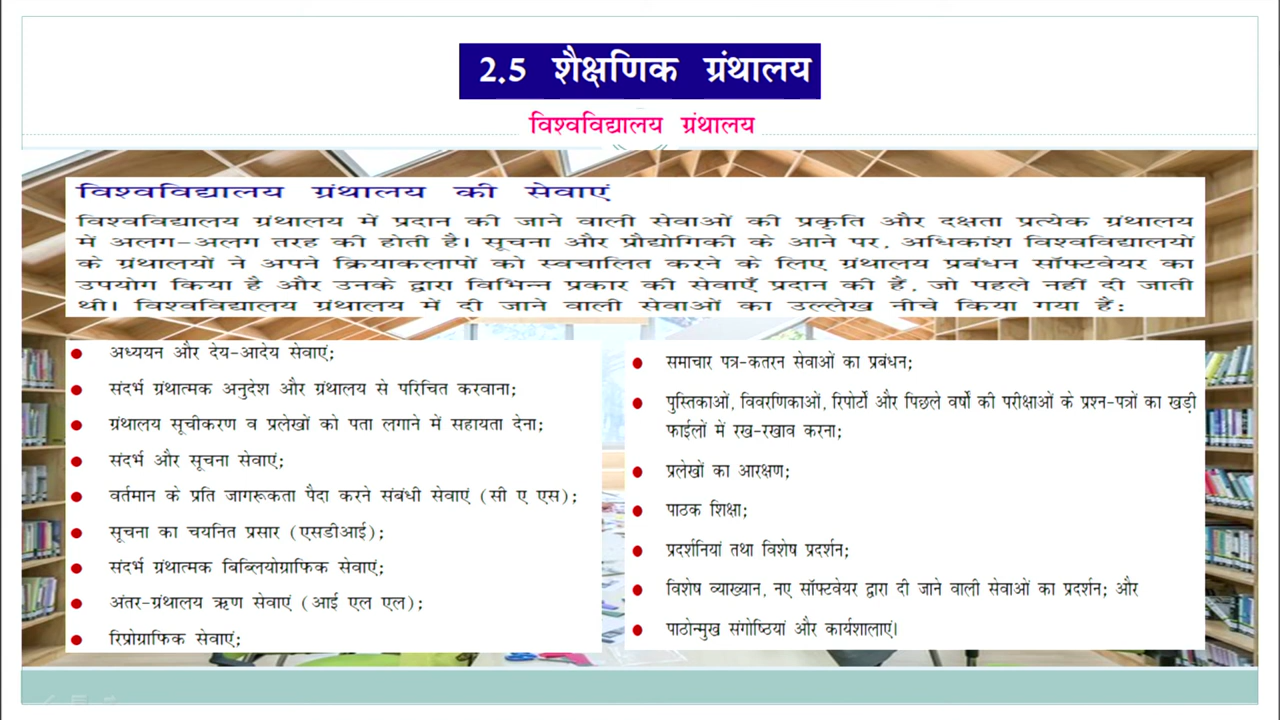 2.5 शैक्षणिक ग्रंथालय
विश्वविद्यालय ग्रंथालय
विश्वविद्यालय ग्रंथालय की सेवाएं
विश्वविद्यालय ग्रंथालय में प्रदान की जाने वाली सेवाओं की प्रकृति और दक्षता प्रत्येक ग्रंथालय
में अलग-अलग तरह की होती है। सूचना और प्रौद्योगिकी के आने पर, अधिकांश विश्वविद्यालयों
के ग्रंथालयों ने अपने क्रियाकलापों को स्वचालित करने के लिए ग्रंथालय प्रबंधन सॉफ्टवेयर का
उपयोग किया है और उनके द्वारा विभिन्न प्रकार की सेवाएँ प्रदान की हैं, जो पहले नहीं दी जाती
थी। विश्वविद्यालय ग्रंथालय में दी जाने वाली सेवाओं का उल्लेख नीचे किया गया है:
• अध्ययन और देय-आदेय सेवाएं;
• संदर्भ ग्रंथात्मक अनुदेश और ग्रंथालय से परिचित करवाना;
• ग्रंथालय सूचीकरण व प्रलेखों को पता लगाने में सहायता देना;
• संदर्भ और सूचना सेवाएं;
• वर्तमान के प्रति जागरूकता पैदा करने संबंधी सेवाएं (सी ए एस);
• सूचना का चयनित प्रसार (एसडीआई);
• संदर्भ ग्रंथात्मक बिब्लियोग्राफिक सेवाएं;
• अंतर-ग्रंथालय ऋण सेवाएं (आई एल एल);
• रिप्रोग्राफिक सेवाएं;
• समाचार पत्र-कतरन सेवाओं का प्रबंधन;
• पुस्तिकाओं, विवरणिकाओं, रिपोर्टो और पिछले वर्षो की परीक्षाओं के प्रश्न-पत्रों का खड़ी
फाईलों में रख-रखाव करना;
• प्रलेखों का आरक्षण;
• पाठक शिक्षा;
• प्रदर्शनियां तथा विशेष प्रदर्शन;
• विशेष व्याख्यान, नए सॉफ्टवेयर द्वारा दी जाने वाली सेवाओं का प्रदर्शन; और
• पाठोन्मुख संगोष्ठियां और कार्यशालाएं।